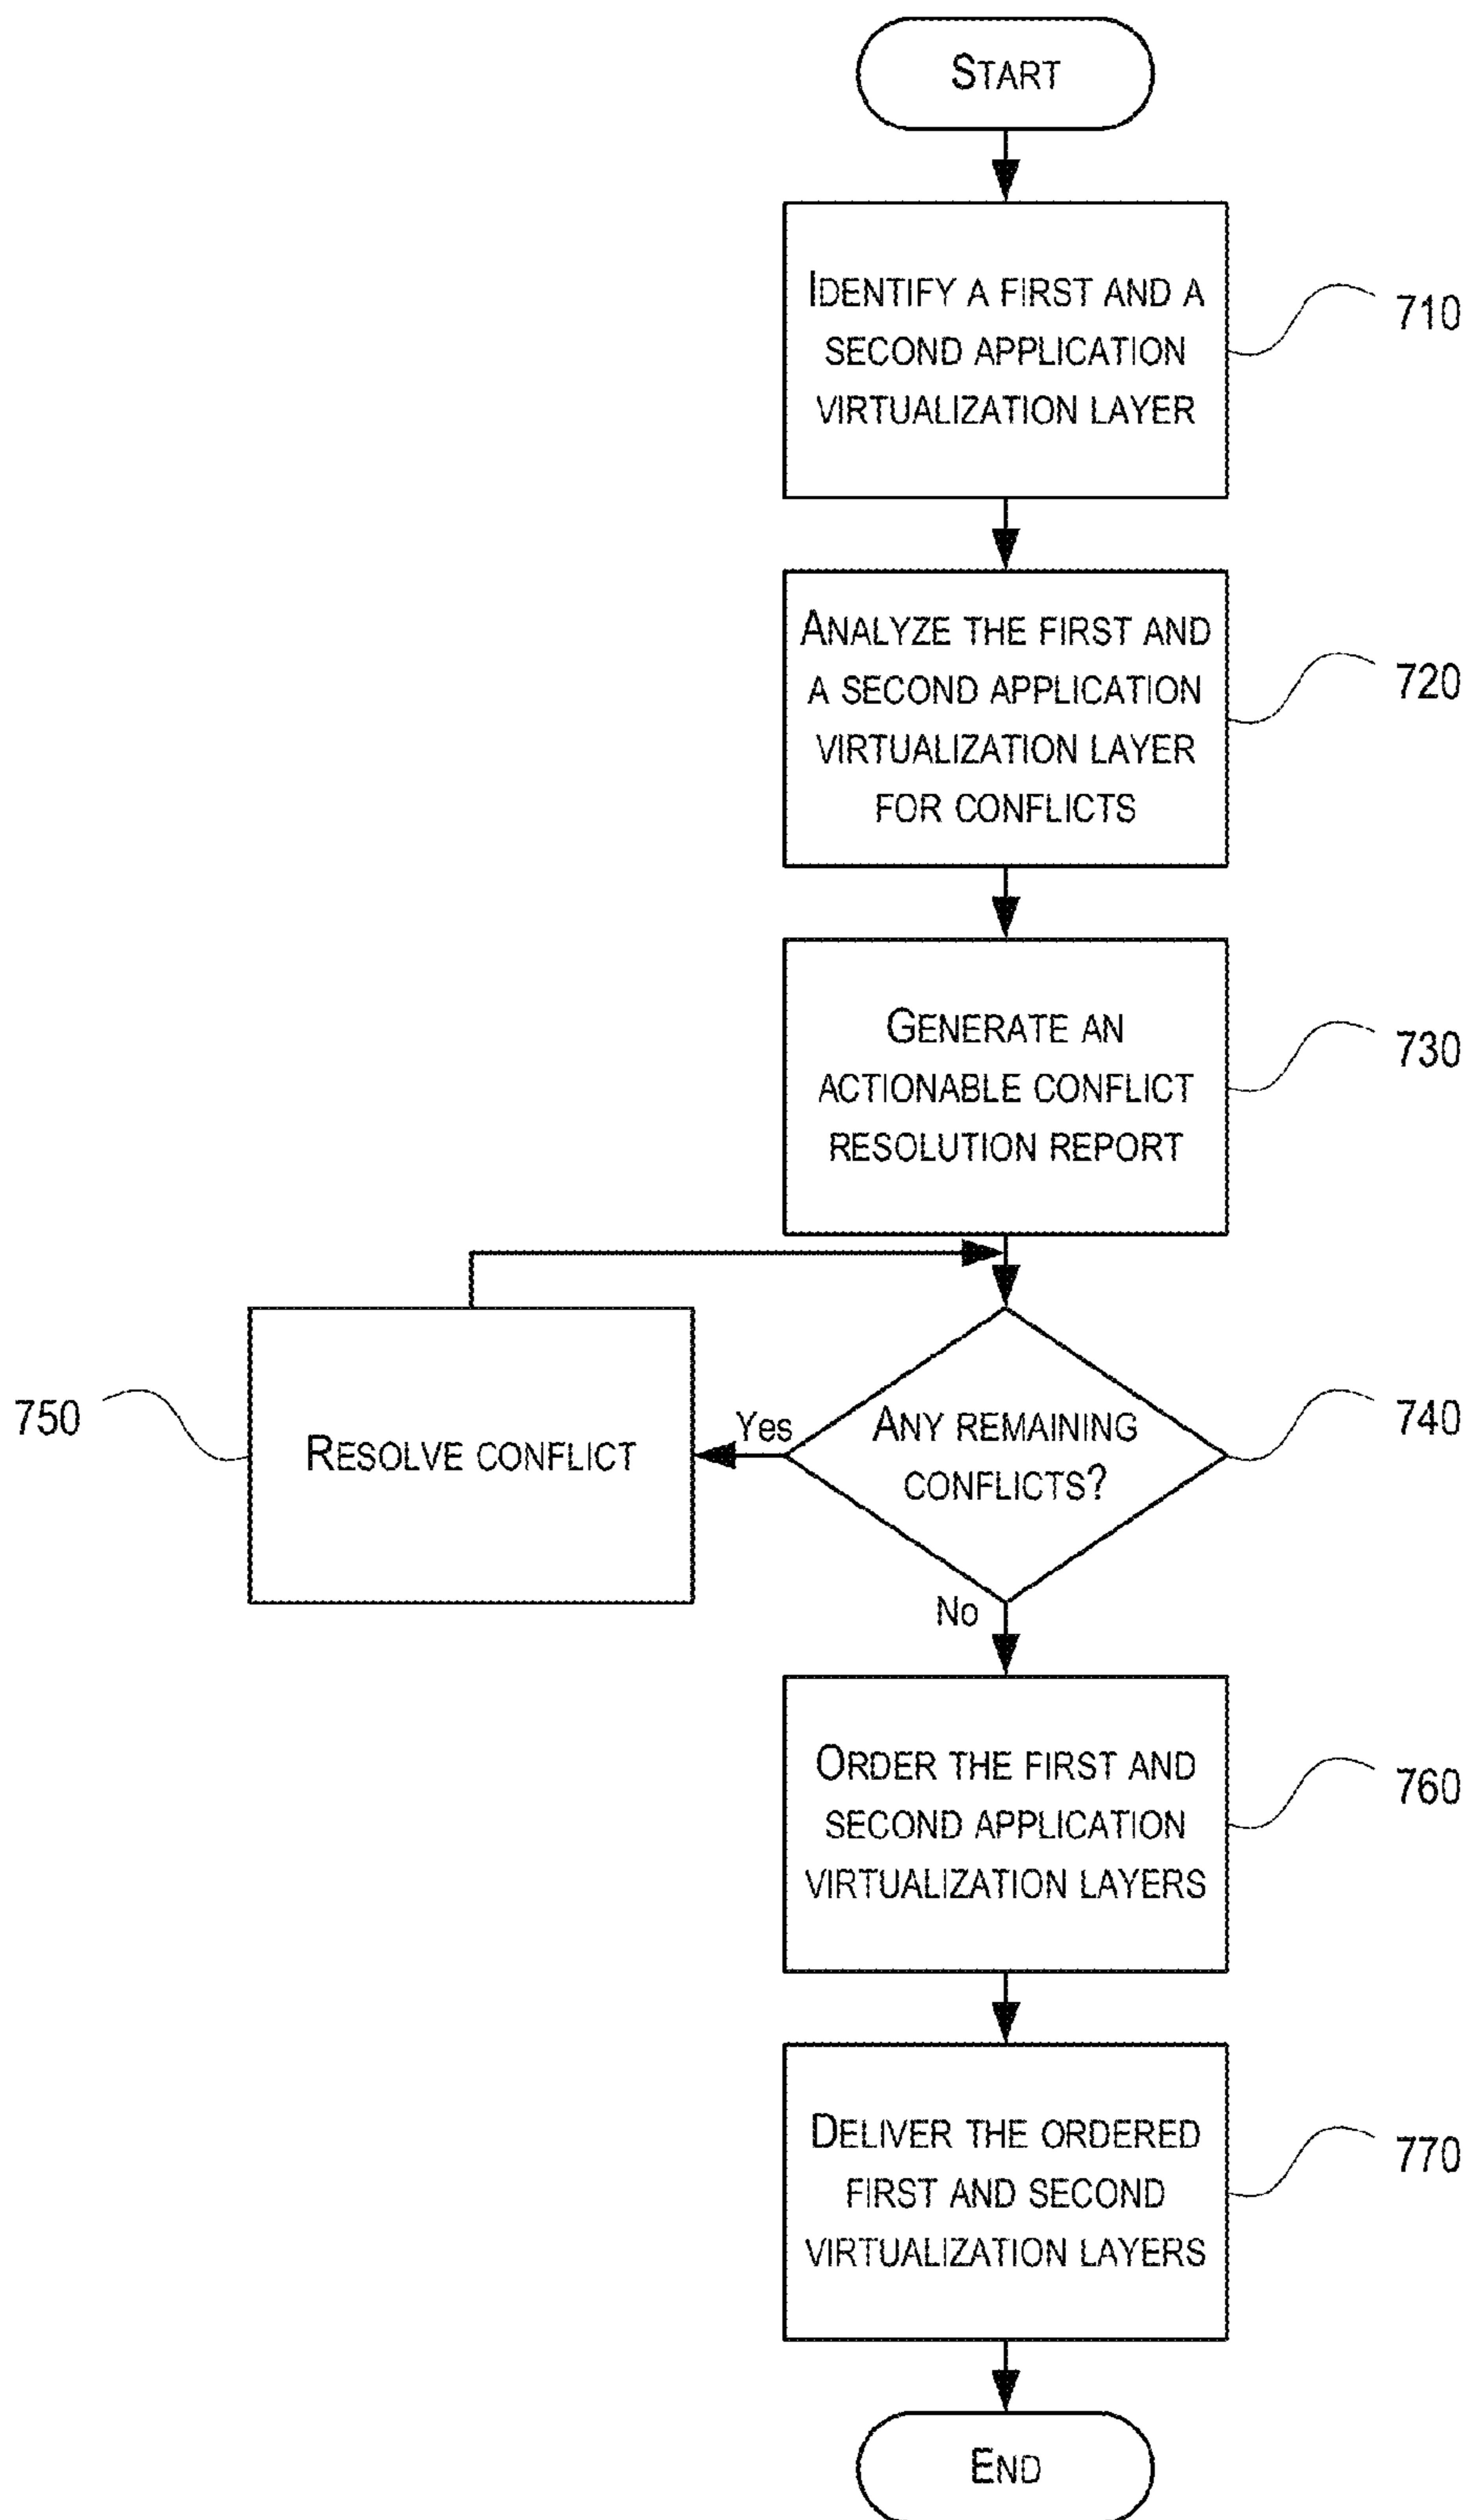 START
IDENTIFY A FIRST AND A
SECOND APPLICATION
VIRTUALIZATION LAYER
710
ANALYZE THE FIRST AND
A SECOND APPLICATION
VIRTUALIZATION LAYER
FOR CONFLICTS
720
GENERATE AN
ACTIONABLE CONFLICT
RESOLUTION REPORT
730
750
RESOLVE CONFLICT
Yes
ANY REMAINING
CONFLICTS?
740
No
ORDER THE FIRST AND
SECOND APPLICATION
VIRTUALIZATION LAYERS
760
DELIVER THE ORDERED
FIRST AND SECOND
VIRTUALIZATION LAYERS
770
END